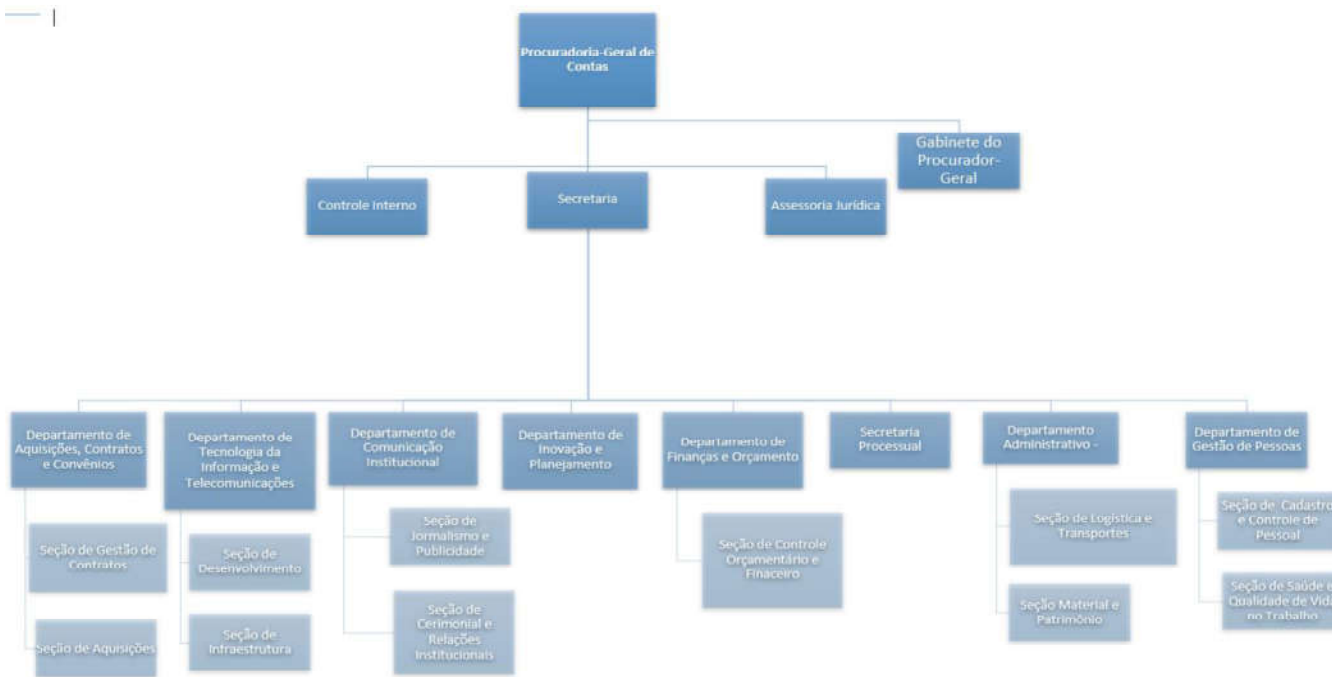 Procuradoria-Geral de
Contas
Gabinete do
Procurador-
Geral
Controle Interno
Secretaria
Assessoria Jurídica
Departamento de
Aquisições, Contratos
e Convênios
Departamento de
Tecnologia da
Informação e
Telecomunicações
Departamento de
Comunicação
Institucional
Departamento de
Inovação e
Planejamento
Departamento de
Finanças e Orçamento
Secretaria
Processual
Departamento
Administrativo -
Departamento de
Gestão de Pessoas
Seção de Gestão de
Contratos
Seção de Aquisições
Seção de
Desenvolvimento
Seção de
Infraestrutura
Seção de
Jornalismo e
Publicidade
Seção de
Cerimonial e
Relações
Institucionais
Seção de Controle
Orçamentário e
Finaceiro
Seção de Logística e
Transportes
Seção Material e
Patrimônio
Seção de Cadastro
e Controle de
Pessoal
Seção de Saúde e
Qualidade de Vida
no Trabalho